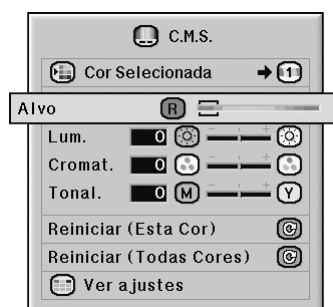 C.M.S.
Cor Selecionada 1
Alvo R
Lum. 0
Cromat. 0
Tonal. 0 M Y
Reiniciar (Esta Cor)
Reiniciar (Todas Cores)
Ver ajustes